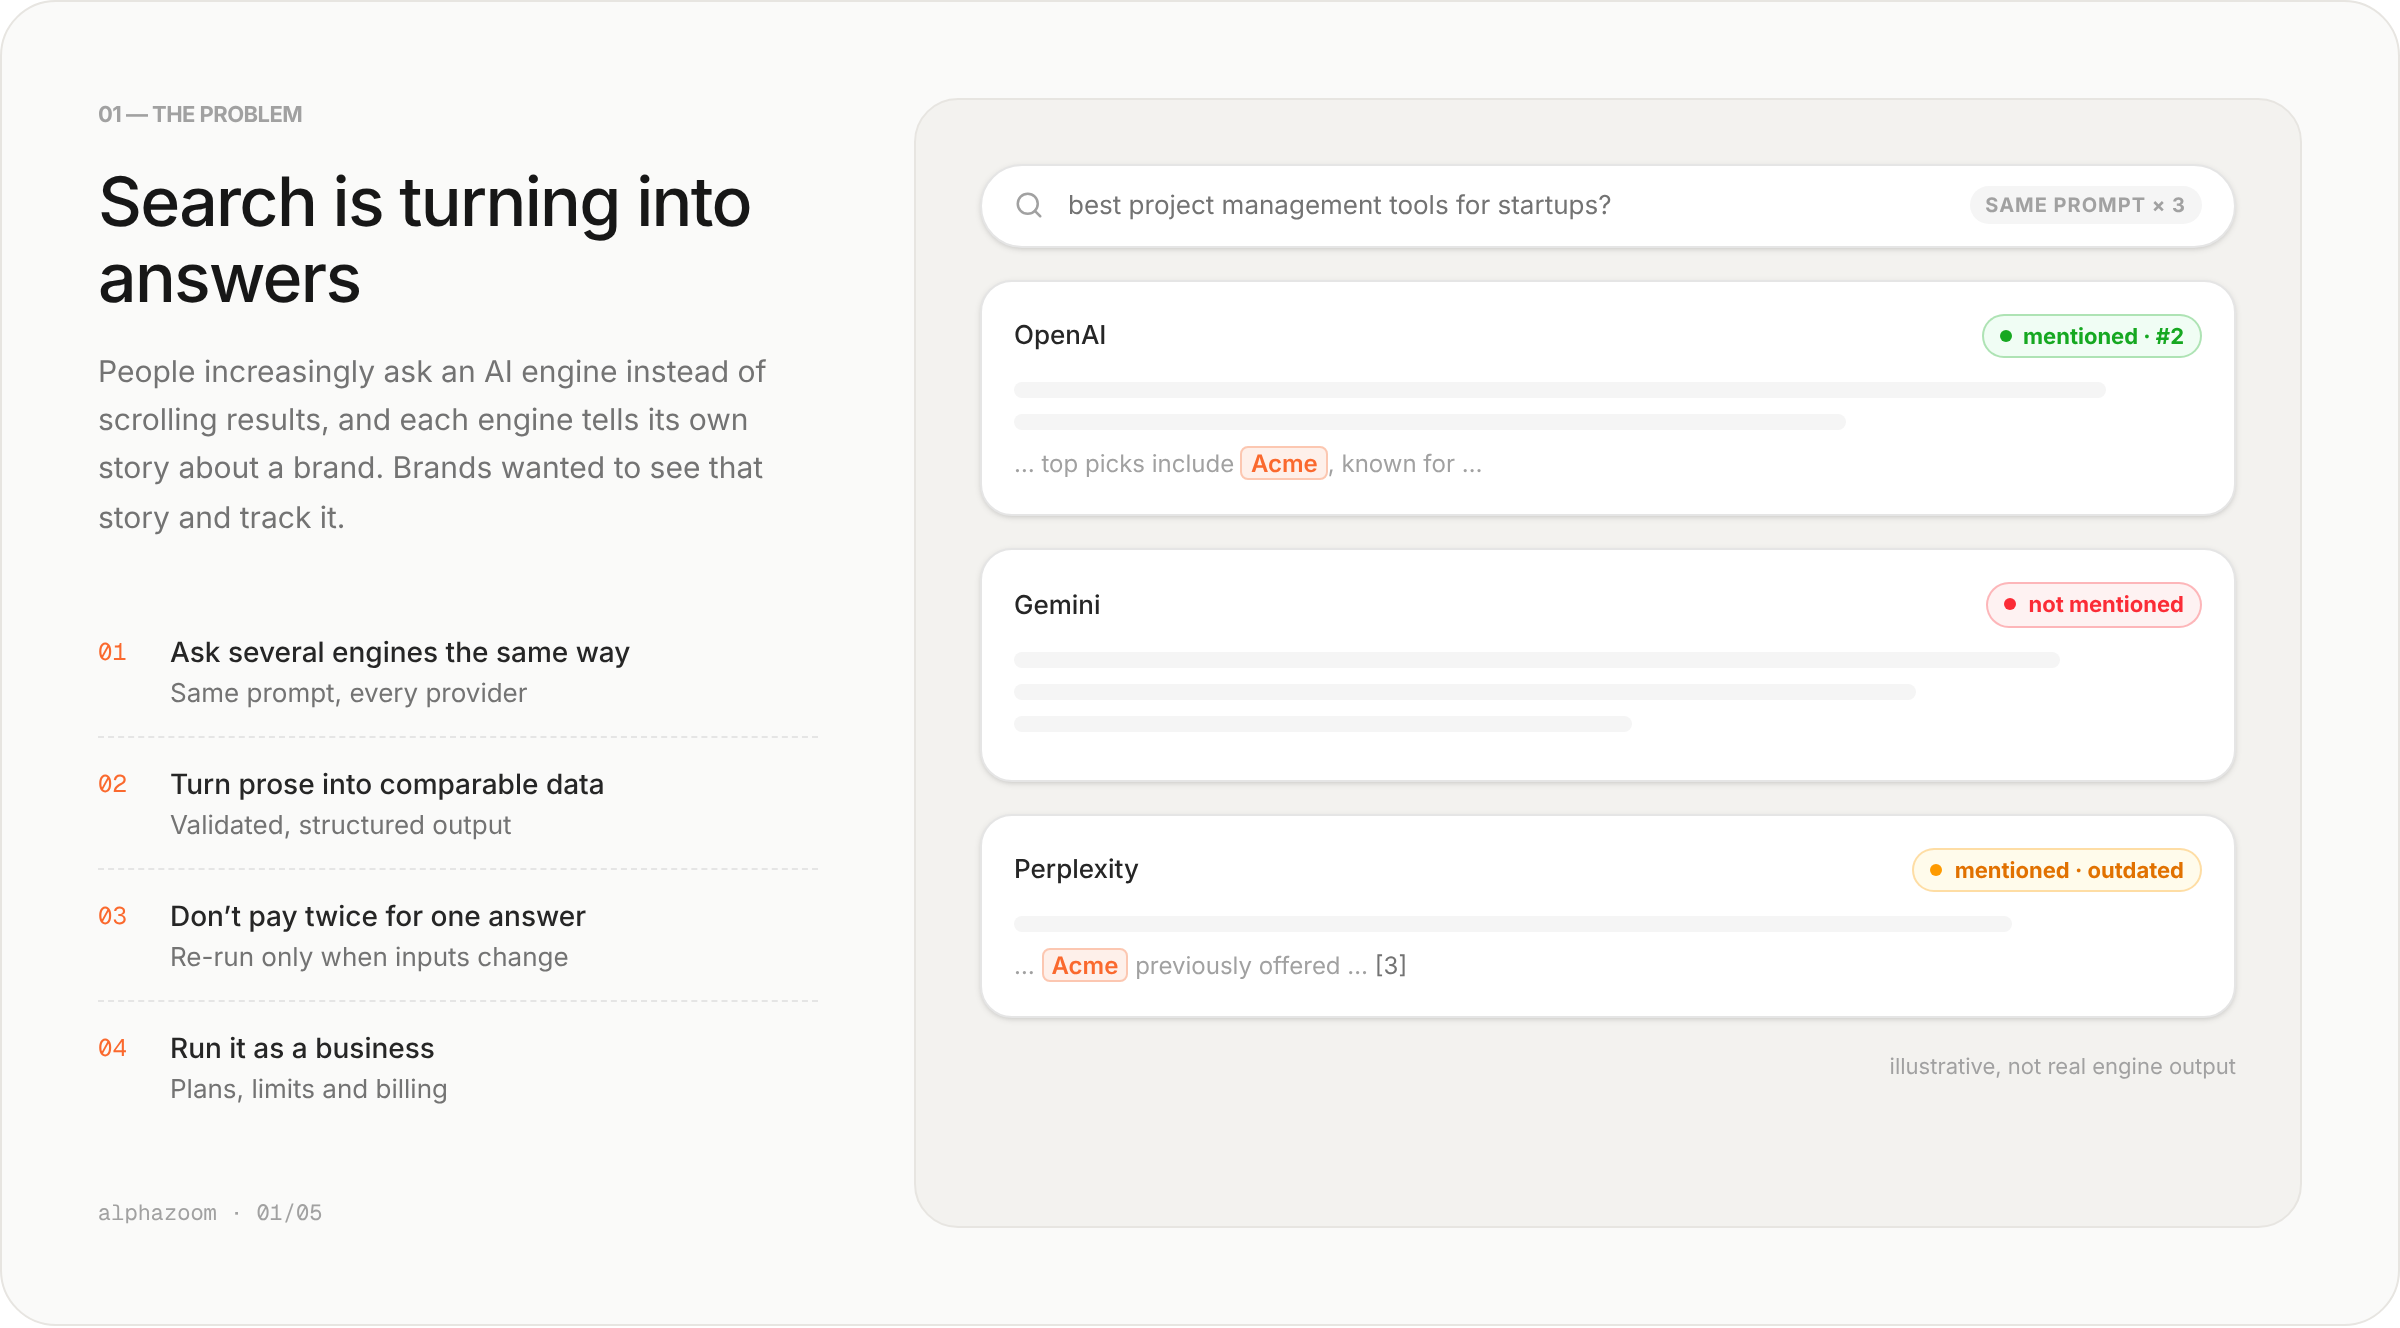 01 — THE PROBLEM
Search is turning into
answers
People increasingly ask an AI engine instead of
scrolling results, and each engine tells its own
story about a brand. Brands wanted to see that
story and track it.
01 Ask several engines the same way
Same prompt, every provider
02 Turn prose into comparable data
Validated, structured output
03 Don’t pay twice for one answer
Re-run only when inputs change
04 Run it as a business
Plans, limits and billing
alphazoom · 01/05
best project management tools for startups? SAME PROMPT × 3
OpenAI mentioned · #2
... top picks include Acme, known for ...
Gemini not mentioned
Perplexity mentioned · outdated
... Acme previously offered ... [3]
illustrative, not real engine output